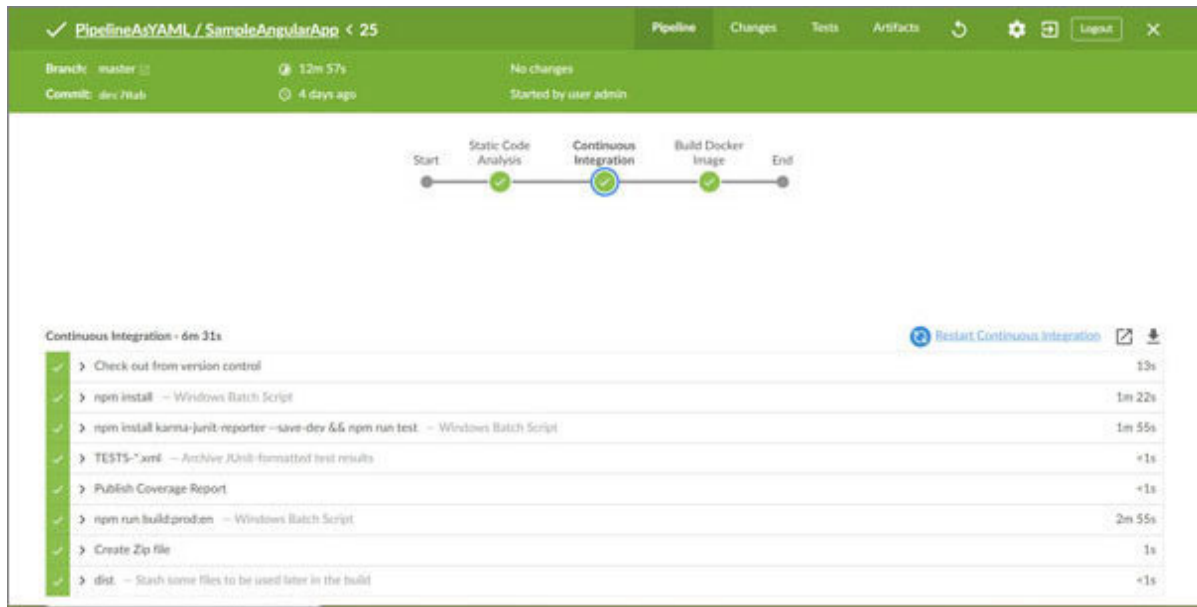 PipelineAsYAML / SampleAngularApp < 25 Pipeline Changes Tests Artifacts Logout
Branch: master 12m 57s No changes
Commit: 4 days ago Started by user admin
Start Static Code Analysis Continuous Integration Build Docker Image End
Continuous Integration - 6m 31s Restart Continuous Integration
Check out from version control 13s
npm install — Windows Batch Script 1m 22s
npm install karma-junit-reporter --save-dev && npm run test — Windows Batch Script 1m 55s
TESTS-*.xml — Archive JUnit-formatted test results <1s
Publish Coverage Report <1s
npm run build:prod:en — Windows Batch Script 2m 55s
Create Zip file 1s
dist — Stash some files to be used later in the build <1s